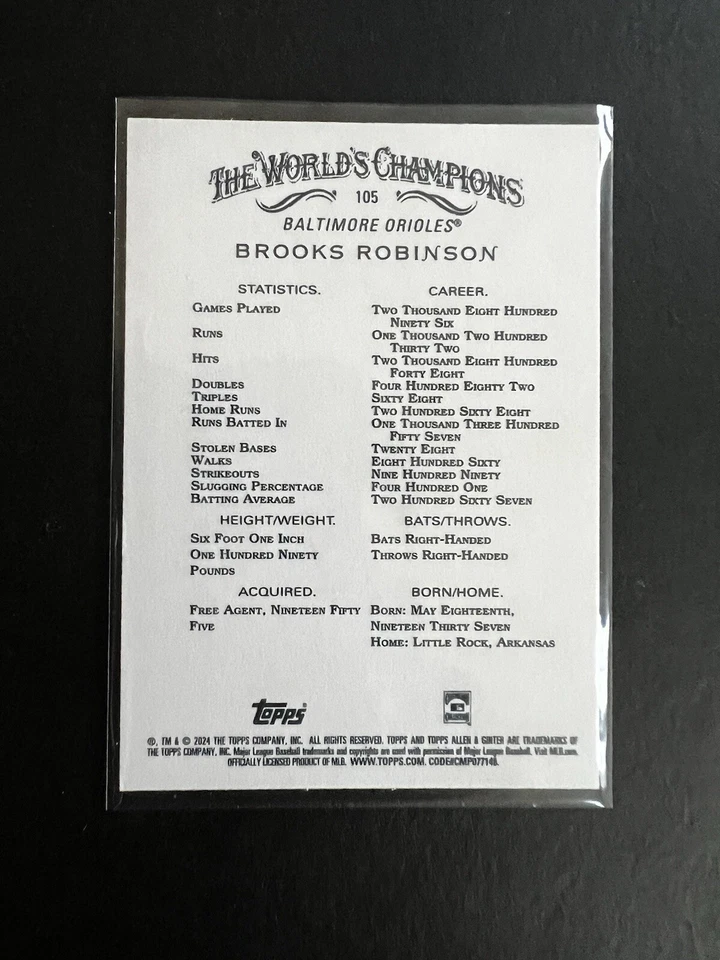 THE WORLD'S CHAMPIONS
105
BALTIMORE ORIOLES®
BROOKS ROBINSON
STATISTICS. CAREER.
GAMES PLAYED TWO THOUSAND EIGHT HUNDRED
NINETY SIX
RUNS ONE THOUSAND TWO HUNDRED
THIRTY TWO
HITS TWO THOUSAND EIGHT HUNDRED
FORTY EIGHT
DOUBLES FOUR HUNDRED EIGHTY TWO
TRIPLES SIXTY EIGHT
HOME RUNS TWO HUNDRED SIXTY EIGHT
RUNS BATTED IN ONE THOUSAND THREE HUNDRED
FIFTY SEVEN
STOLEN BASES TWENTY EIGHT
WALKS EIGHT HUNDRED SIXTY
STRIKEOUTS NINE HUNDRED NINETY
SLUGGING PERCENTAGE FOUR HUNDRED ONE
BATTING AVERAGE TWO HUNDRED SIXTY SEVEN
HEIGHT/WEIGHT. BATS/THROWS.
SIX FOOT ONE INCH BATS RIGHT-HANDED
ONE HUNDRED NINETY THROWS RIGHT-HANDED
POUNDS
ACQUIRED. BORN/HOME.
FREE AGENT, NINETEEN FIFTY BORN: MAY EIGHTEENTH,
FIVE NINETEEN THIRTY SEVEN
HOME: LITTLE ROCK, ARKANSAS
topps
®, TM & © 2024 THE TOPPS COMPANY, INC. ALL RIGHTS RESERVED. TOPPS AND TOPPS ALLEN & GINTER ARE TRADEMARKS OF
THE TOPPS COMPANY, INC. Major League Baseball trademarks and copyrights are used with permission of Major League Baseball. Visit MLB.com.
OFFICIALLY LICENSED PRODUCT OF MLB. WWW.TOPPS.COM. CODE#CMP077148.